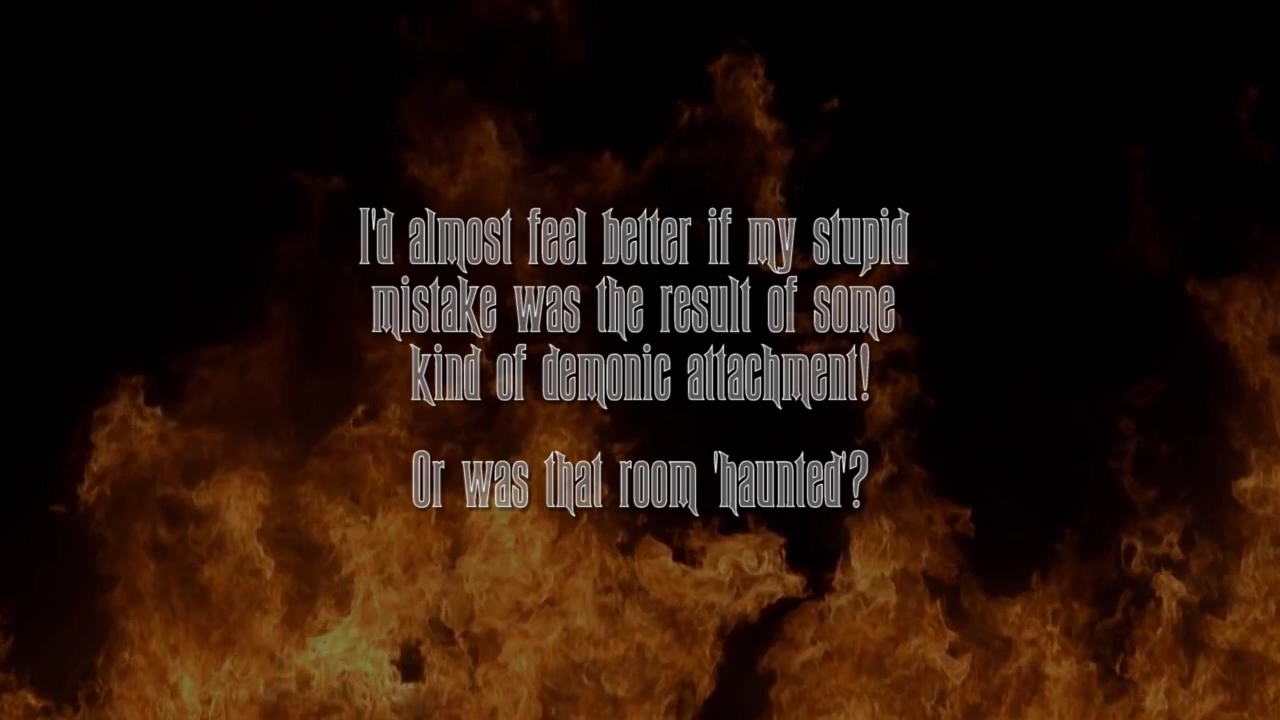 I'd almost feel better if my stupid
mistake was the result of some
kind of demonic attachment!
Or was that room 'haunted'?